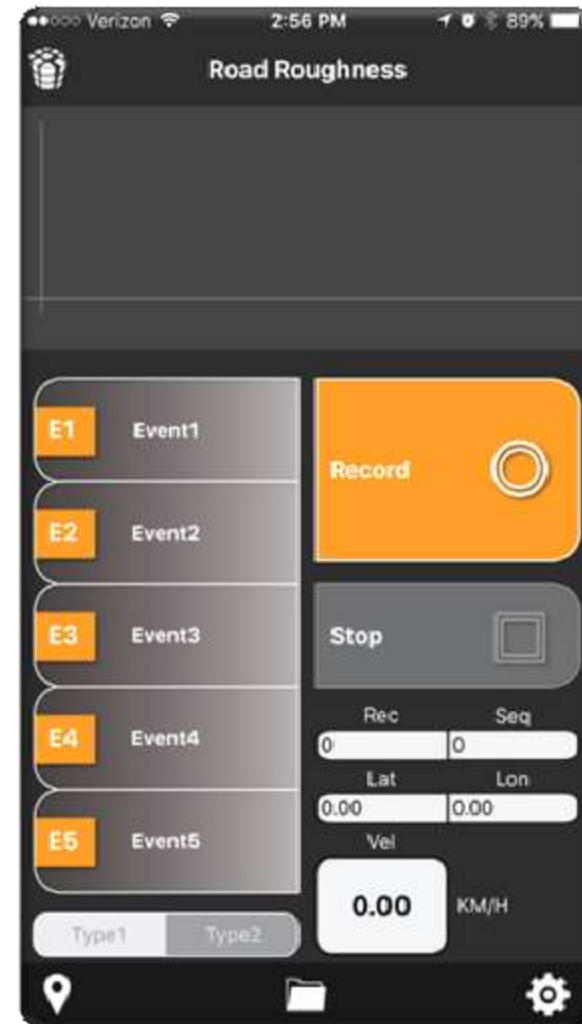 Verizon 2:56 PM 89%
Road Roughness
E1 Event1
E2 Event2
E3 Event3
E4 Event4
E5 Event5
Type1 Type2
Record
Stop
Rec Seq
0 0
Lat Lon
0.00 0.00
Vel
0.00 KM/H